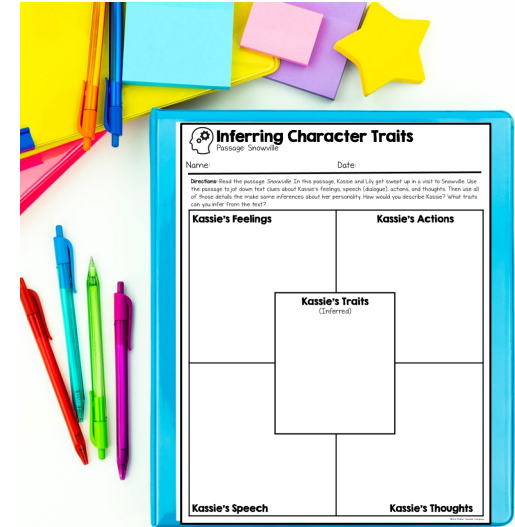 Inferring Character Traits
Passage: Snowville
Name: Date:
Directions: Read the passage Snowville. In this passage, Kassie and Lily get swept up in a visit to Snowville. Use
the passage to jot down text clues about Kassie's feelings, speech (dialogue), actions, and thoughts. Then use all
of those details the make some inferences about her personality. How would you describe Kassie? What traits
can you infer from the text?
Kassie's Feelings
Kassie's Actions
Kassie's Traits
(Inferred)
Kassie's Speech
Kassie's Thoughts